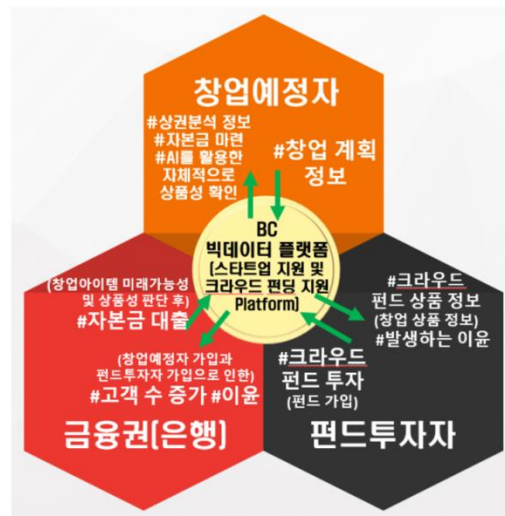 창업예정자
#상권분석 정보
#자본금 마련
#AI를 활용한
자체적으로
상품성 확인
#창업 계획
정보
BC
빅데이터 플랫폼
(스타트업 지원 및
크라우드 펀딩 지원
Platform)
(창업아이템 미래가능성
및 상품성 판단 후)
#자본금 대출
(창업예정자 가입과
펀드투자자 가입으로 인한)
#고객 수 증가 #이윤
금융권(은행)
#크라우드
펀드 상품 정보
(창업 상품 정보)
#발생하는 이윤
#크라우드
펀드 투자
(펀드 가입)
펀드투자자